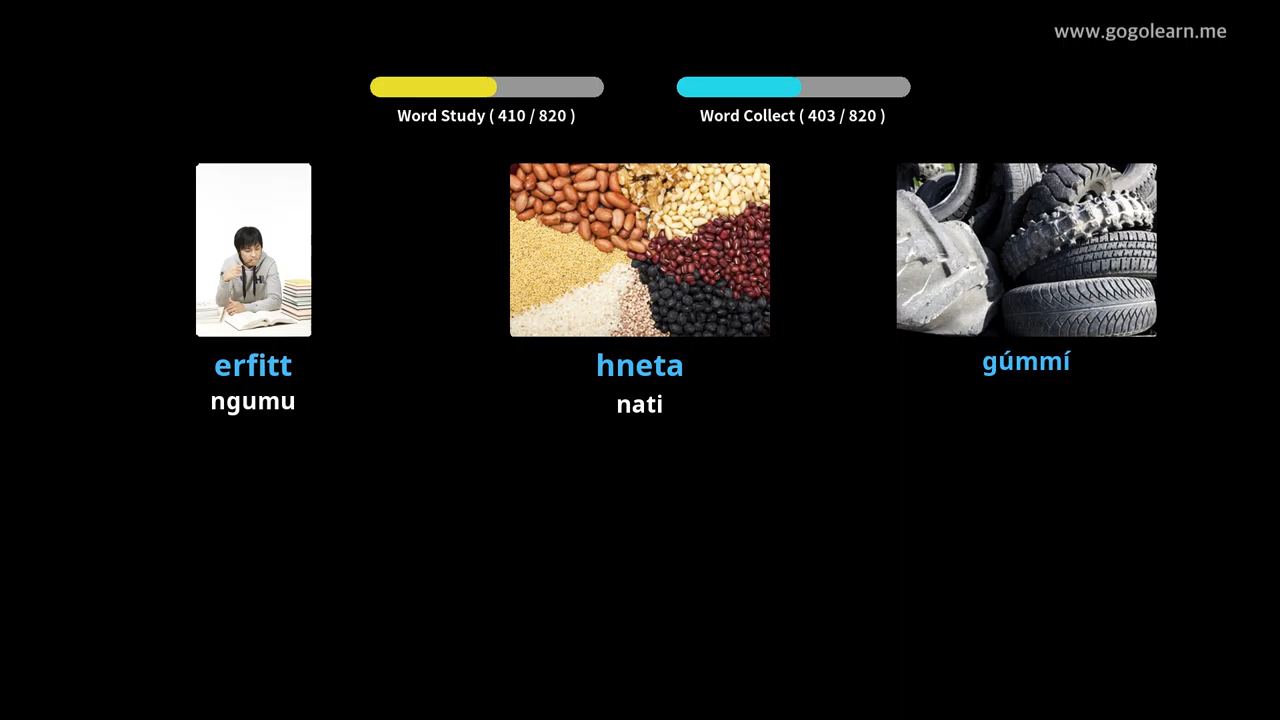 www.gogolearn.me
Word Study ( 410 / 820 )
Word Collect ( 403 / 820 )
erfitt
ngumu
hneta
nati
gúmmí